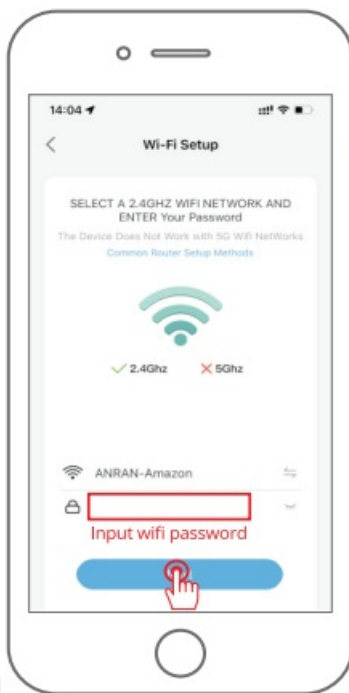 14:04
Wi-Fi Setup
SELECT A 2.4GHZ WIFI NETWORK AND
ENTER Your Password
The Device Does Not Work with 5G Wifi NetWorks
Common Router Setup Methods
2.4Ghz
5Ghz
ANRAN-Amazon
Input wifi password